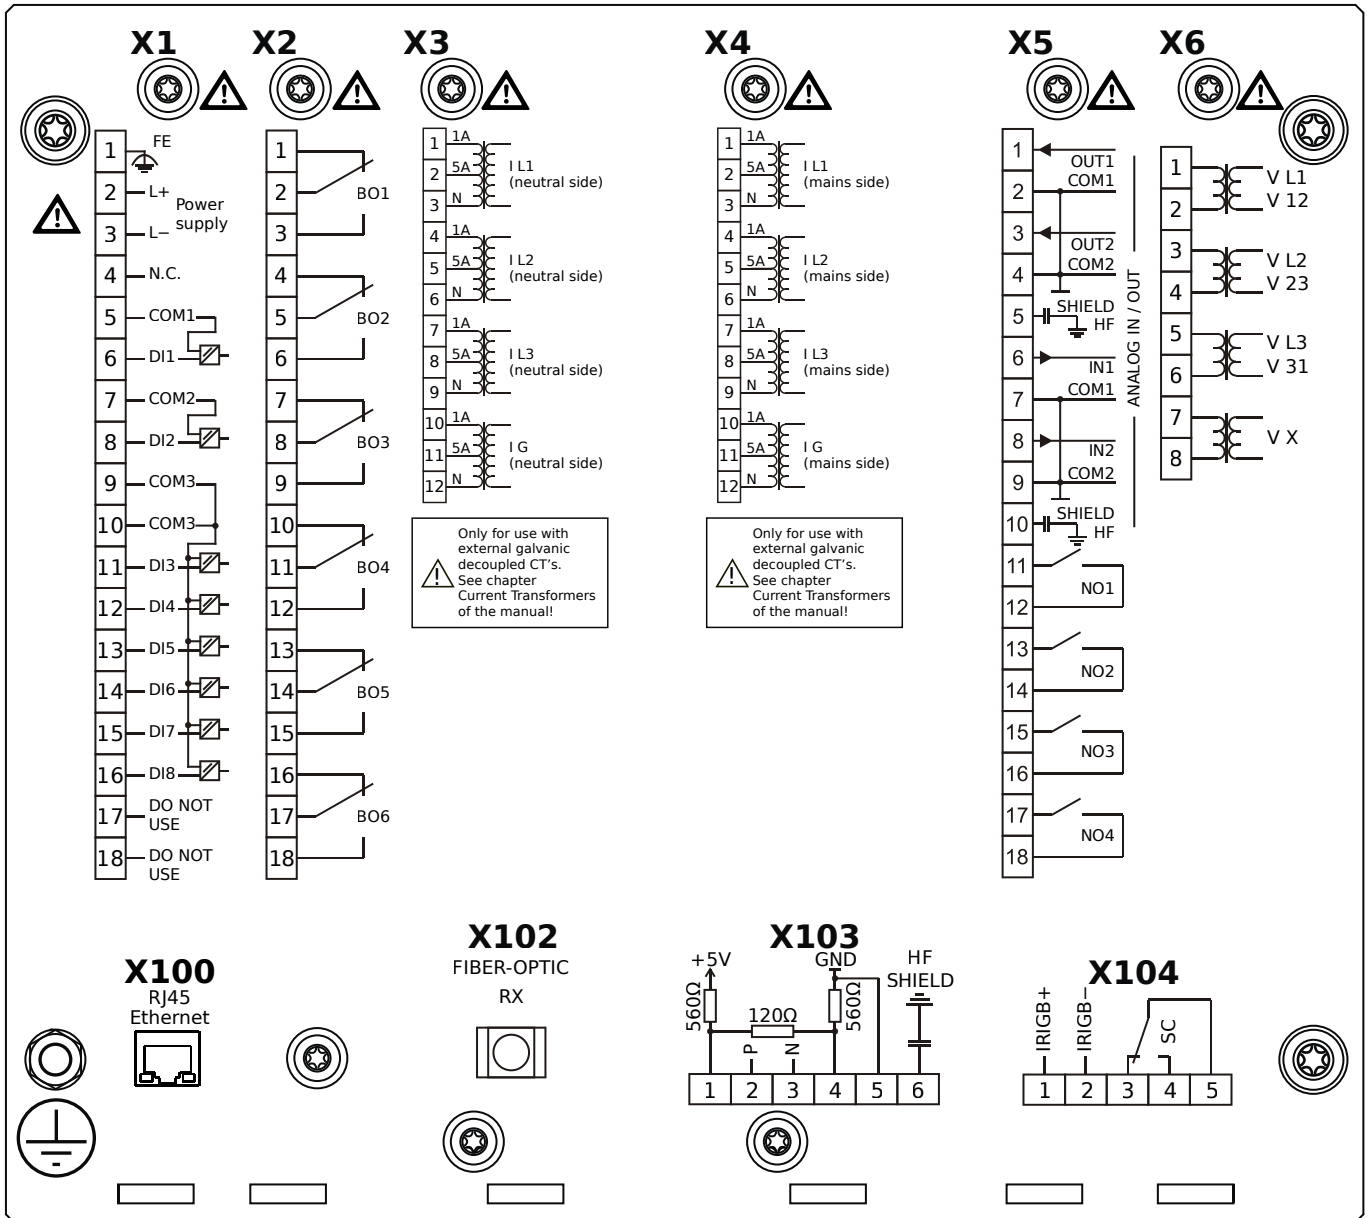 X1
X2
X3
X4
X5
X6
1
FE
2
L+
Power
supply
3
L−
4
N.C.
5
COM1
6
DI1
7
COM2
8
DI2
9
COM3
10
COM3
11
DI3
12
DI4
13
DI5
14
DI6
15
DI7
16
DI8
17
DO NOT
USE
18
DO NOT
USE
1
2
BO1
3
4
5
BO2
6
7
8
BO3
9
10
11
BO4
12
13
14
BO5
15
16
17
BO6
18
1
1A
2
5A
3
N
I L1
(neutral side)
4
1A
5
5A
6
N
I L2
(neutral side)
7
1A
8
5A
9
N
I L3
(neutral side)
10
1A
11
5A
12
N
I G
(neutral side)
Only for use with
external galvanic
decoupled CT's.
See chapter
Current Transformers
of the manual!
1
1A
2
5A
3
N
I L1
(mains side)
4
1A
5
5A
6
N
I L2
(mains side)
7
1A
8
5A
9
N
I L3
(mains side)
10
1A
11
5A
12
N
I G
(mains side)
Only for use with
external galvanic
decoupled CT's.
See chapter
Current Transformers
of the manual!
1
OUT1
2
COM1
3
OUT2
4
COM2
5
SHIELD
HF
6
IN1
7
COM1
8
IN2
9
COM2
10
SHIELD
HF
ANALOG IN / OUT
11
12
NO1
13
14
NO2
15
16
NO3
17
18
NO4
1
2
V L1
V 12
3
4
V L2
V 23
5
6
V L3
V 31
7
8
V X
X100
RJ45
Ethernet
X102
FIBER-OPTIC
RX
X103
+5V
GND
HF
SHIELD
560Ω
120Ω
560Ω
P
N
1 2 3 4 5 6
X104
IRIGB+
IRIGB−
SC
1 2 3 4 5